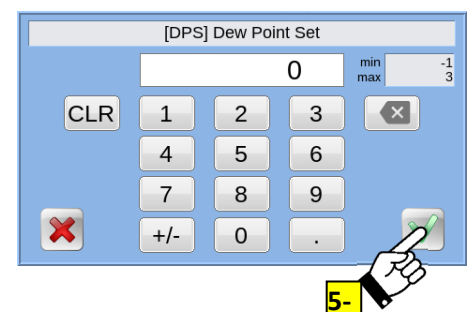 [DPS] Dew Point Set
0 min -1
max 3
CLR 1 2 3
4 5 6
7 8 9
+/- 0 .
5-